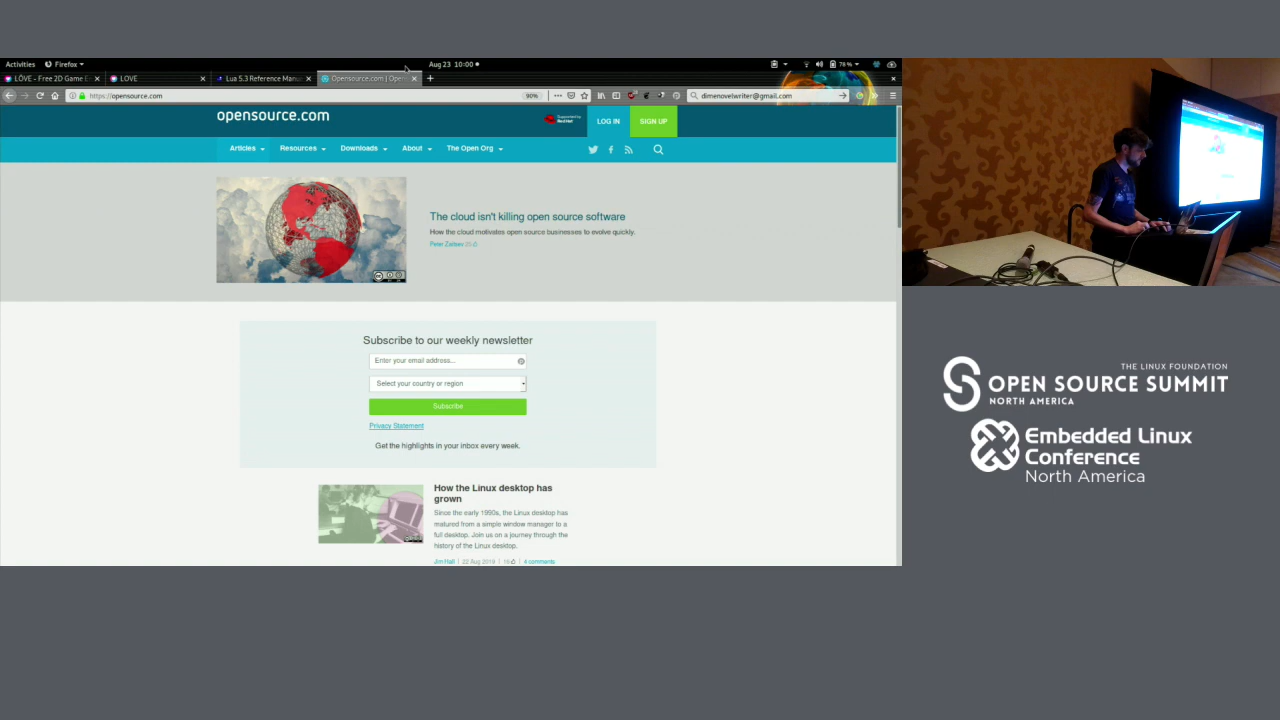 Activities Firefox Aug 23 10:00 78 %
LÖVE - Free 2D Game E LOVE Lua 5.3 Reference Manu Opensource.com | Open
https://opensource.com 90% dimenovelwriter@gmail.com
opensource.com Supported by Red Hat LOG IN SIGN UP
Articles Resources Downloads About The Open Org
The cloud isn't killing open source software
How the cloud motivates open source businesses to evolve quickly.
Peter Zaitsev
Subscribe to our weekly newsletter
Enter your email address...
Select your country or region
Subscribe
Privacy Statement
Get the highlights in your inbox every week.
How the Linux desktop has
grown
Since the early 1990s, the Linux desktop has
matured from a simple window manager to a
full desktop. Join us on a journey through the
history of the Linux desktop.
Jim Hall | 22 Aug 2019 | 4 comments
THE LINUX FOUNDATION
OPEN SOURCE SUMMIT
NORTH AMERICA
Embedded Linux
Conference
North America